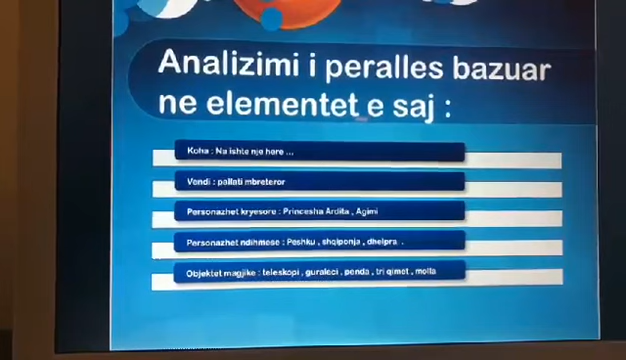 Analizimi i peralles bazuar
ne elementet e saj :
Koha : Na ishte nje here ...
Vendi : pallati mbreteror
Personazhet kryesore : Princesha Ardita , Agimi
Personazhet ndihmese : Peshku , shqiponja , dhelpra .
Objektet magjike : teleskopi , guraleci , penda , tri qimet , molla